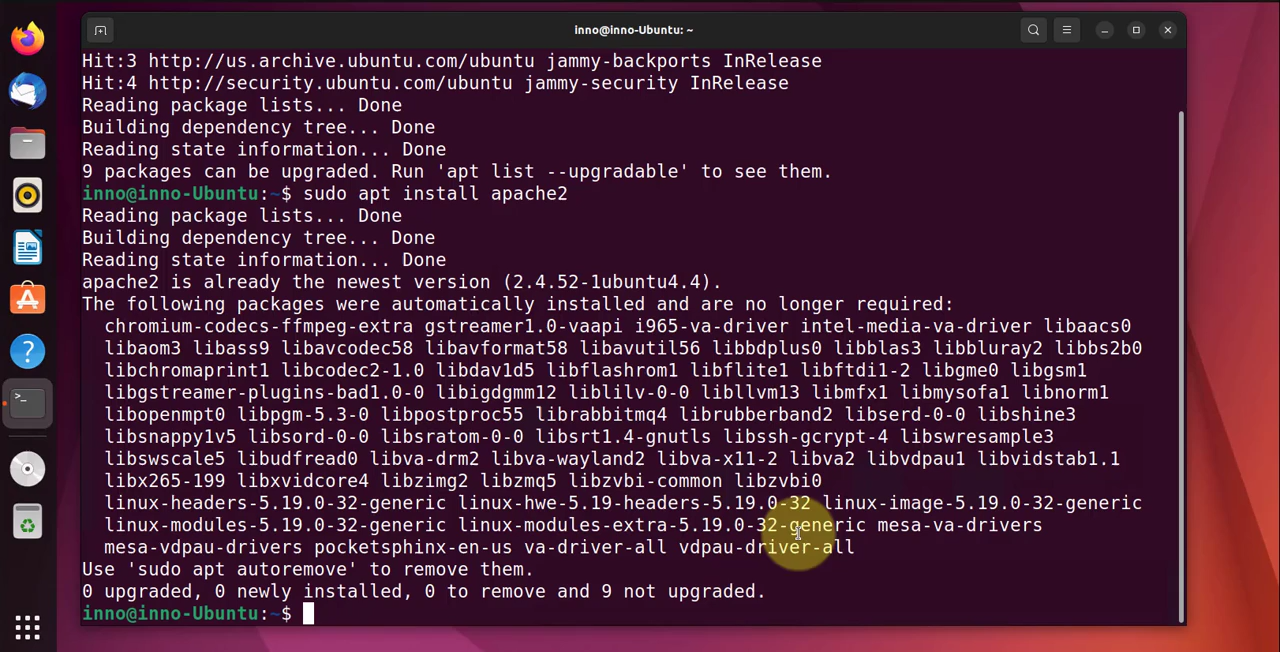 inno@inno-Ubuntu: ~
Hit:3 http://us.archive.ubuntu.com/ubuntu jammy-backports InRelease
Hit:4 http://security.ubuntu.com/ubuntu jammy-security InRelease
Reading package lists... Done
Building dependency tree... Done
Reading state information... Done
9 packages can be upgraded. Run 'apt list --upgradable' to see them.
inno@inno-Ubuntu:~$ sudo apt install apache2
Reading package lists... Done
Building dependency tree... Done
Reading state information... Done
apache2 is already the newest version (2.4.52-1ubuntu4.4).
The following packages were automatically installed and are no longer required:
chromium-codecs-ffmpeg-extra gstreamer1.0-vaapi i965-va-driver intel-media-va-driver libaacs0
libaom3 libass9 libavcodec58 libavformat58 libavutil56 libbdplus0 libblas3 libbluray2 libbs2b0
libchromaprint1 libcodec2-1.0 libdav1d5 libflashrom1 libflite1 libftdi1-2 libgme0 libgsm1
libgstreamer-plugins-bad1.0-0 libigdgmm12 liblilv-0-0 libllvm13 libmfx1 libmysofa1 libnorm1
libopenmpt0 libpgm-5.3-0 libpostproc55 librabbitmq4 librubberband2 libserd-0-0 libshine3
libsnappy1v5 libsord-0-0 libsratom-0-0 libsrt1.4-gnutls libssh-gcrypt-4 libswresample3
libswscale5 libudfread0 libva-drm2 libva-wayland2 libva-x11-2 libva2 libvdpau1 libvidstab1.1
libx265-199 libxvidcore4 libzimg2 libzmq5 libzvbi-common libzvbi0
linux-headers-5.19.0-32-generic linux-hwe-5.19-headers-5.19.0-32 linux-image-5.19.0-32-generic
linux-modules-5.19.0-32-generic linux-modules-extra-5.19.0-32-generic mesa-va-drivers
mesa-vdpau-drivers pocketsphinx-en-us va-driver-all vdpau-driver-all
Use 'sudo apt autoremove' to remove them.
0 upgraded, 0 newly installed, 0 to remove and 9 not upgraded.
inno@inno-Ubuntu:~$